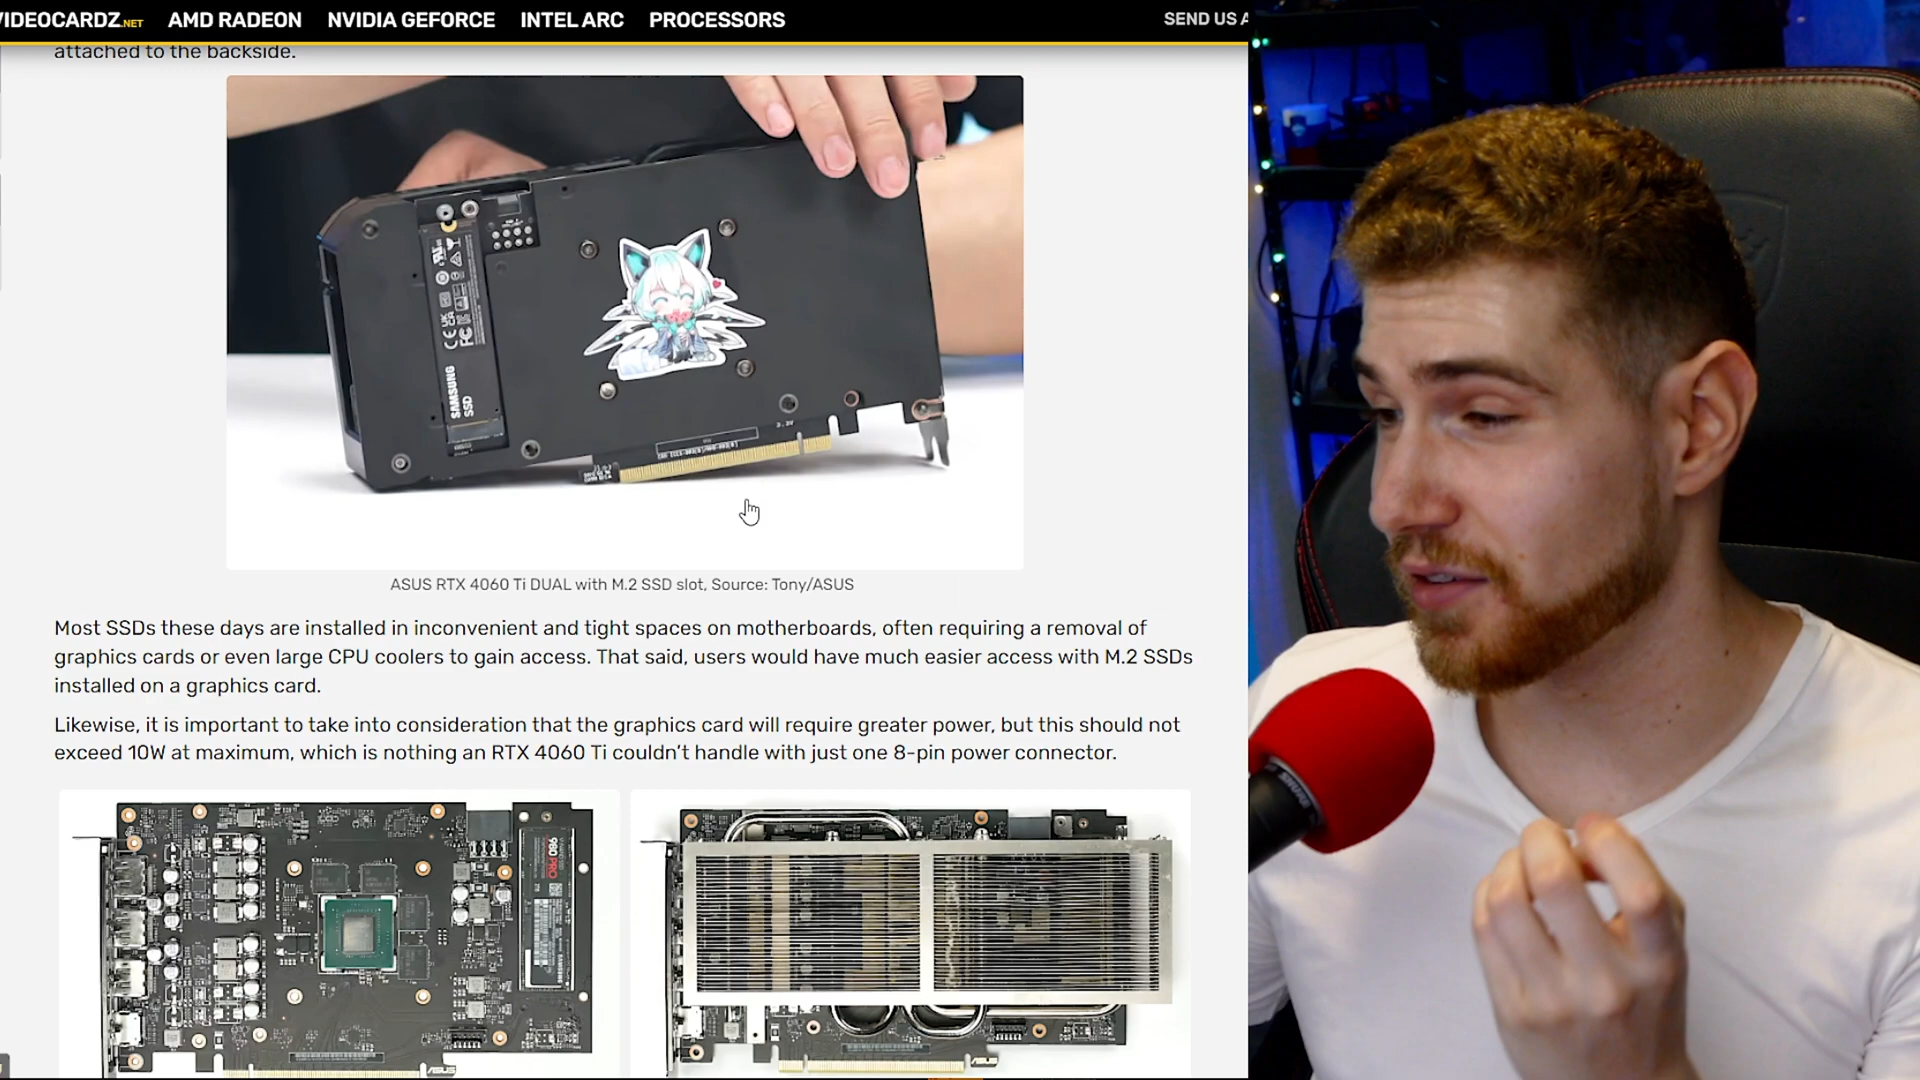 VIDEOCARDZ.NET AMD RADEON NVIDIA GEFORCE INTEL ARC PROCESSORS SEND US A
attached to the backside.
SAMSUNG
SSD
3.3V
ASUS RTX 4060 Ti DUAL with M.2 SSD slot, Source: Tony/ASUS
Most SSDs these days are installed in inconvenient and tight spaces on motherboards, often requiring a removal of
graphics cards or even large CPU coolers to gain access. That said, users would have much easier access with M.2 SSDs
installed on a graphics card.
Likewise, it is important to take into consideration that the graphics card will require greater power, but this should not
exceed 10W at maximum, which is nothing an RTX 4060 Ti couldn't handle with just one 8-pin power connector.
980 PRO
ASUS
ASUS
SHURE